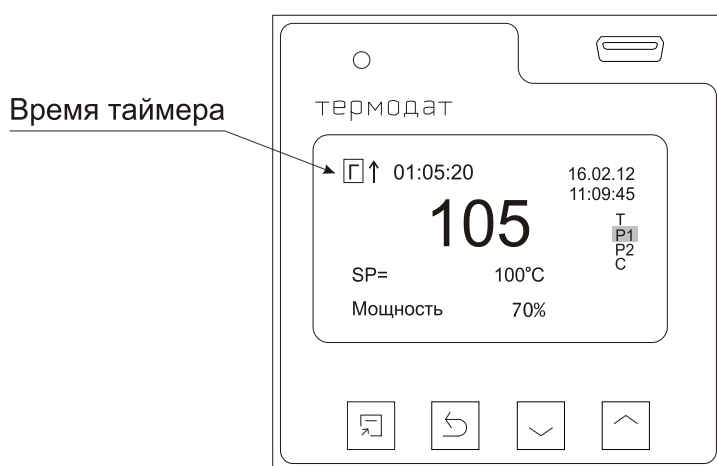 Время таймера
термодат
Г↑ 01:05:20
16.02.12
11:09:45
105
T
P1
P2
C
SP= 100°C
Мощность 70%